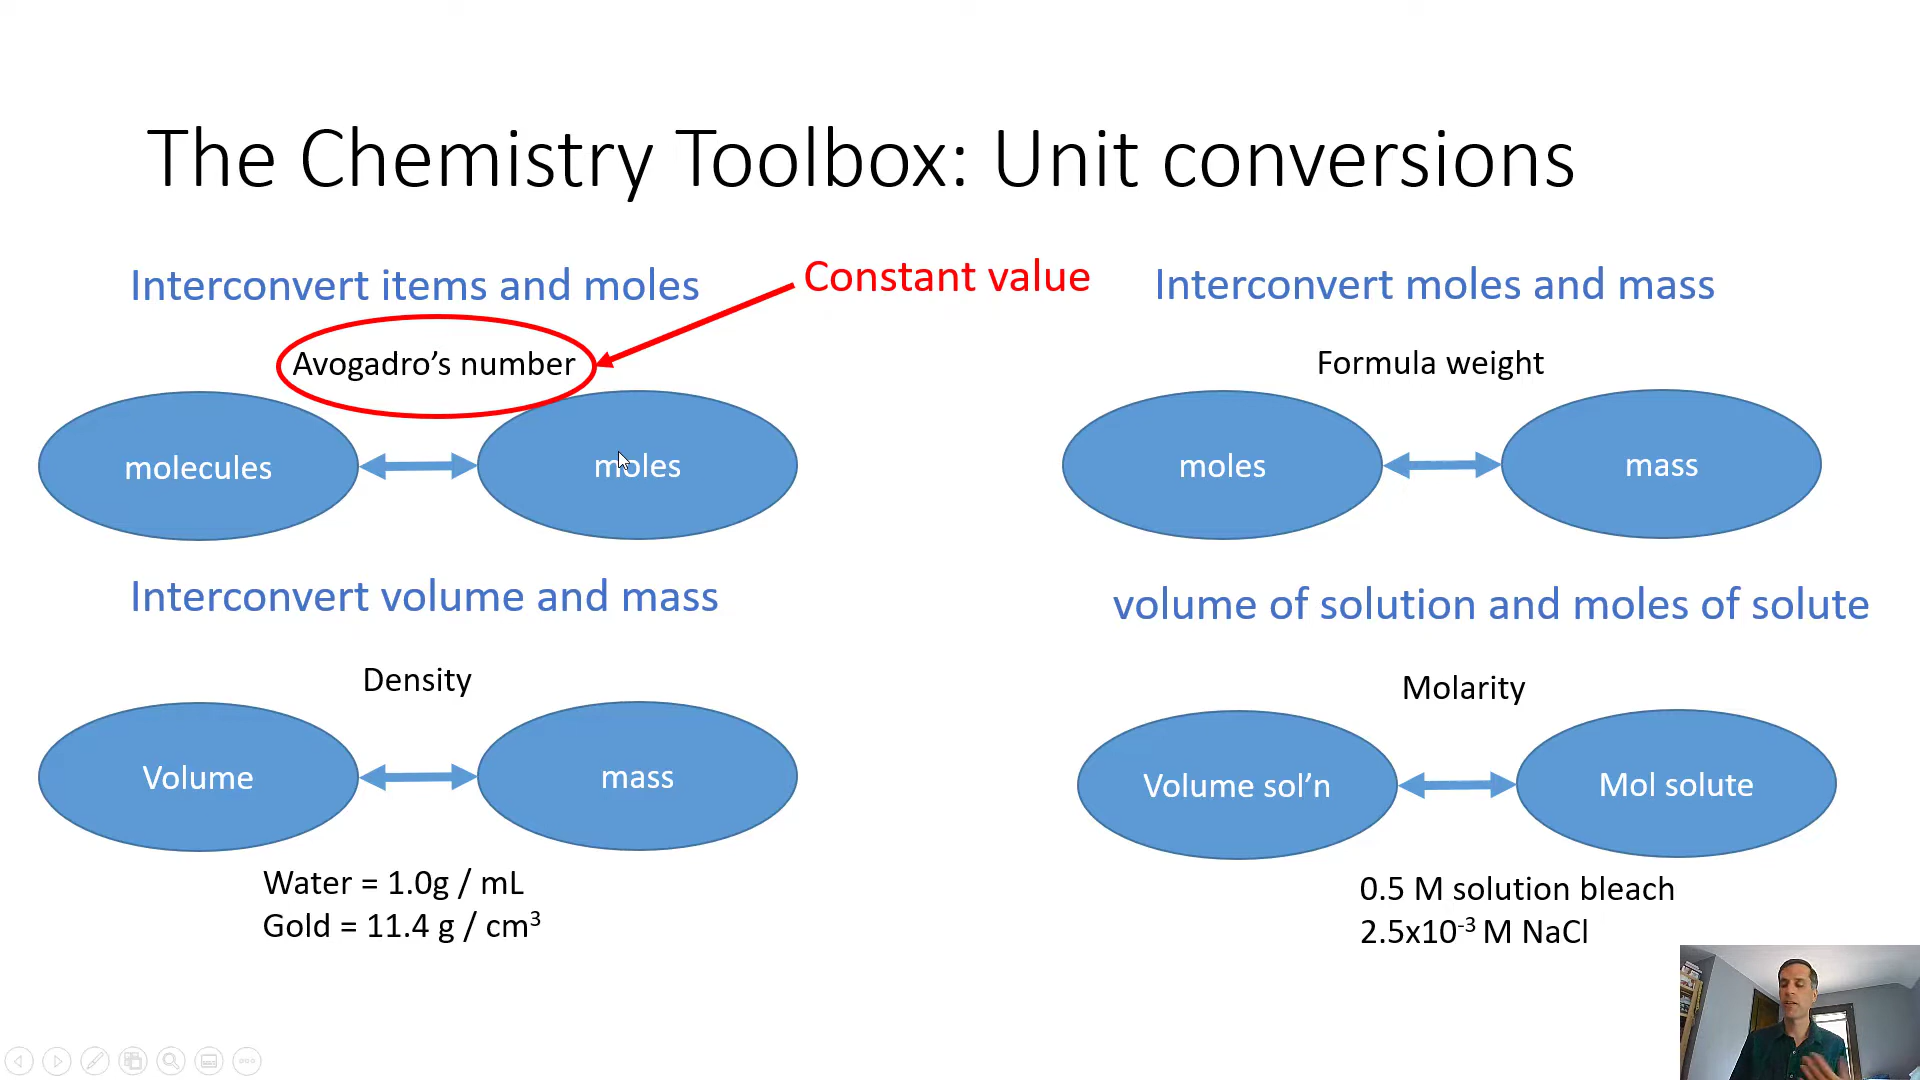 The Chemistry Toolbox: Unit conversions
Interconvert items and moles
Constant value
Avogadro’s number
molecules
moles
Interconvert moles and mass
Formula weight
moles
mass
Interconvert volume and mass
Density
Volume
mass
Water = 1.0g / mL
Gold = 11.4 g / cm³
volume of solution and moles of solute
Molarity
Volume sol’n
Mol solute
0.5 M solution bleach
2.5x10⁻³ M NaCl